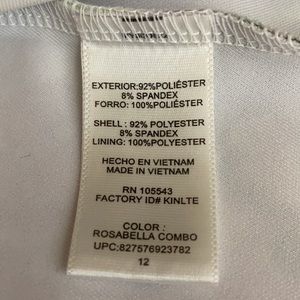 EXTERIOR:92%POLIÉSTER
8% SPANDEX
FORRO: 100%POLIÉSTER
SHELL : 92% POLYESTER
8% SPANDEX
LINING: 100%POLYESTER
HECHO EN VIETNAM
MADE IN VIETNAM
RN 105543
FACTORY ID# KINLTE
COLOR :
ROSABELLA COMBO
UPC:827576923782
12